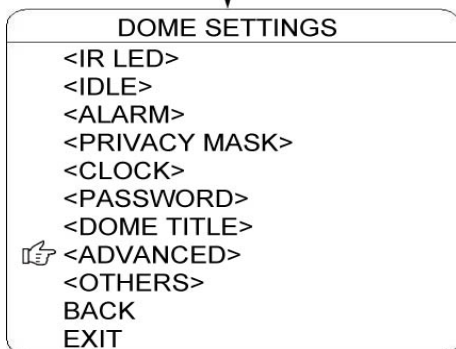 DOME SETTINGS
<IR LED>
<IDLE>
<ALARM>
<PRIVACY MASK>
<CLOCK>
<PASSWORD>
<DOME TITLE>
<ADVANCED>
<OTHERS>
BACK
EXIT